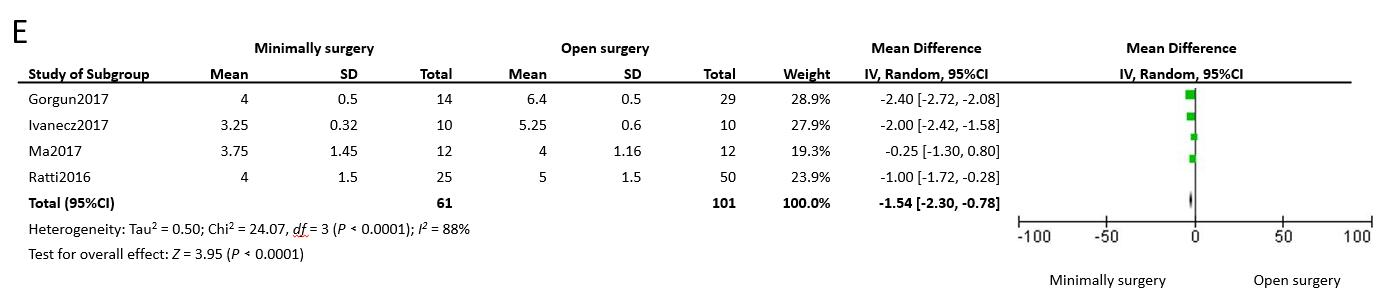 E
Minimally surgery Open surgery Mean Difference Mean Difference
Study of Subgroup Mean SD Total Mean SD Total Weight IV, Random, 95%CI IV, Random, 95%CI
Gorgun2017 4 0.5 14 6.4 0.5 29 28.9% -2.40 [-2.72, -2.08]
Ivanecz2017 3.25 0.32 10 5.25 0.6 10 27.9% -2.00 [-2.42, -1.58]
Ma2017 3.75 1.45 12 4 1.16 12 19.3% -0.25 [-1.30, 0.80]
Ratti2016 4 1.5 25 5 1.5 50 23.9% -1.00 [-1.72, -0.28]
Total (95%CI) 61 101 100.0% -1.54 [-2.30, -0.78]
Heterogeneity: Tau² = 0.50; Chi² = 24.07, df = 3 (P < 0.0001); I² = 88%
-100 -50 0 50 100
Test for overall effect: Z = 3.95 (P < 0.0001)
Minimally surgery Open surgery